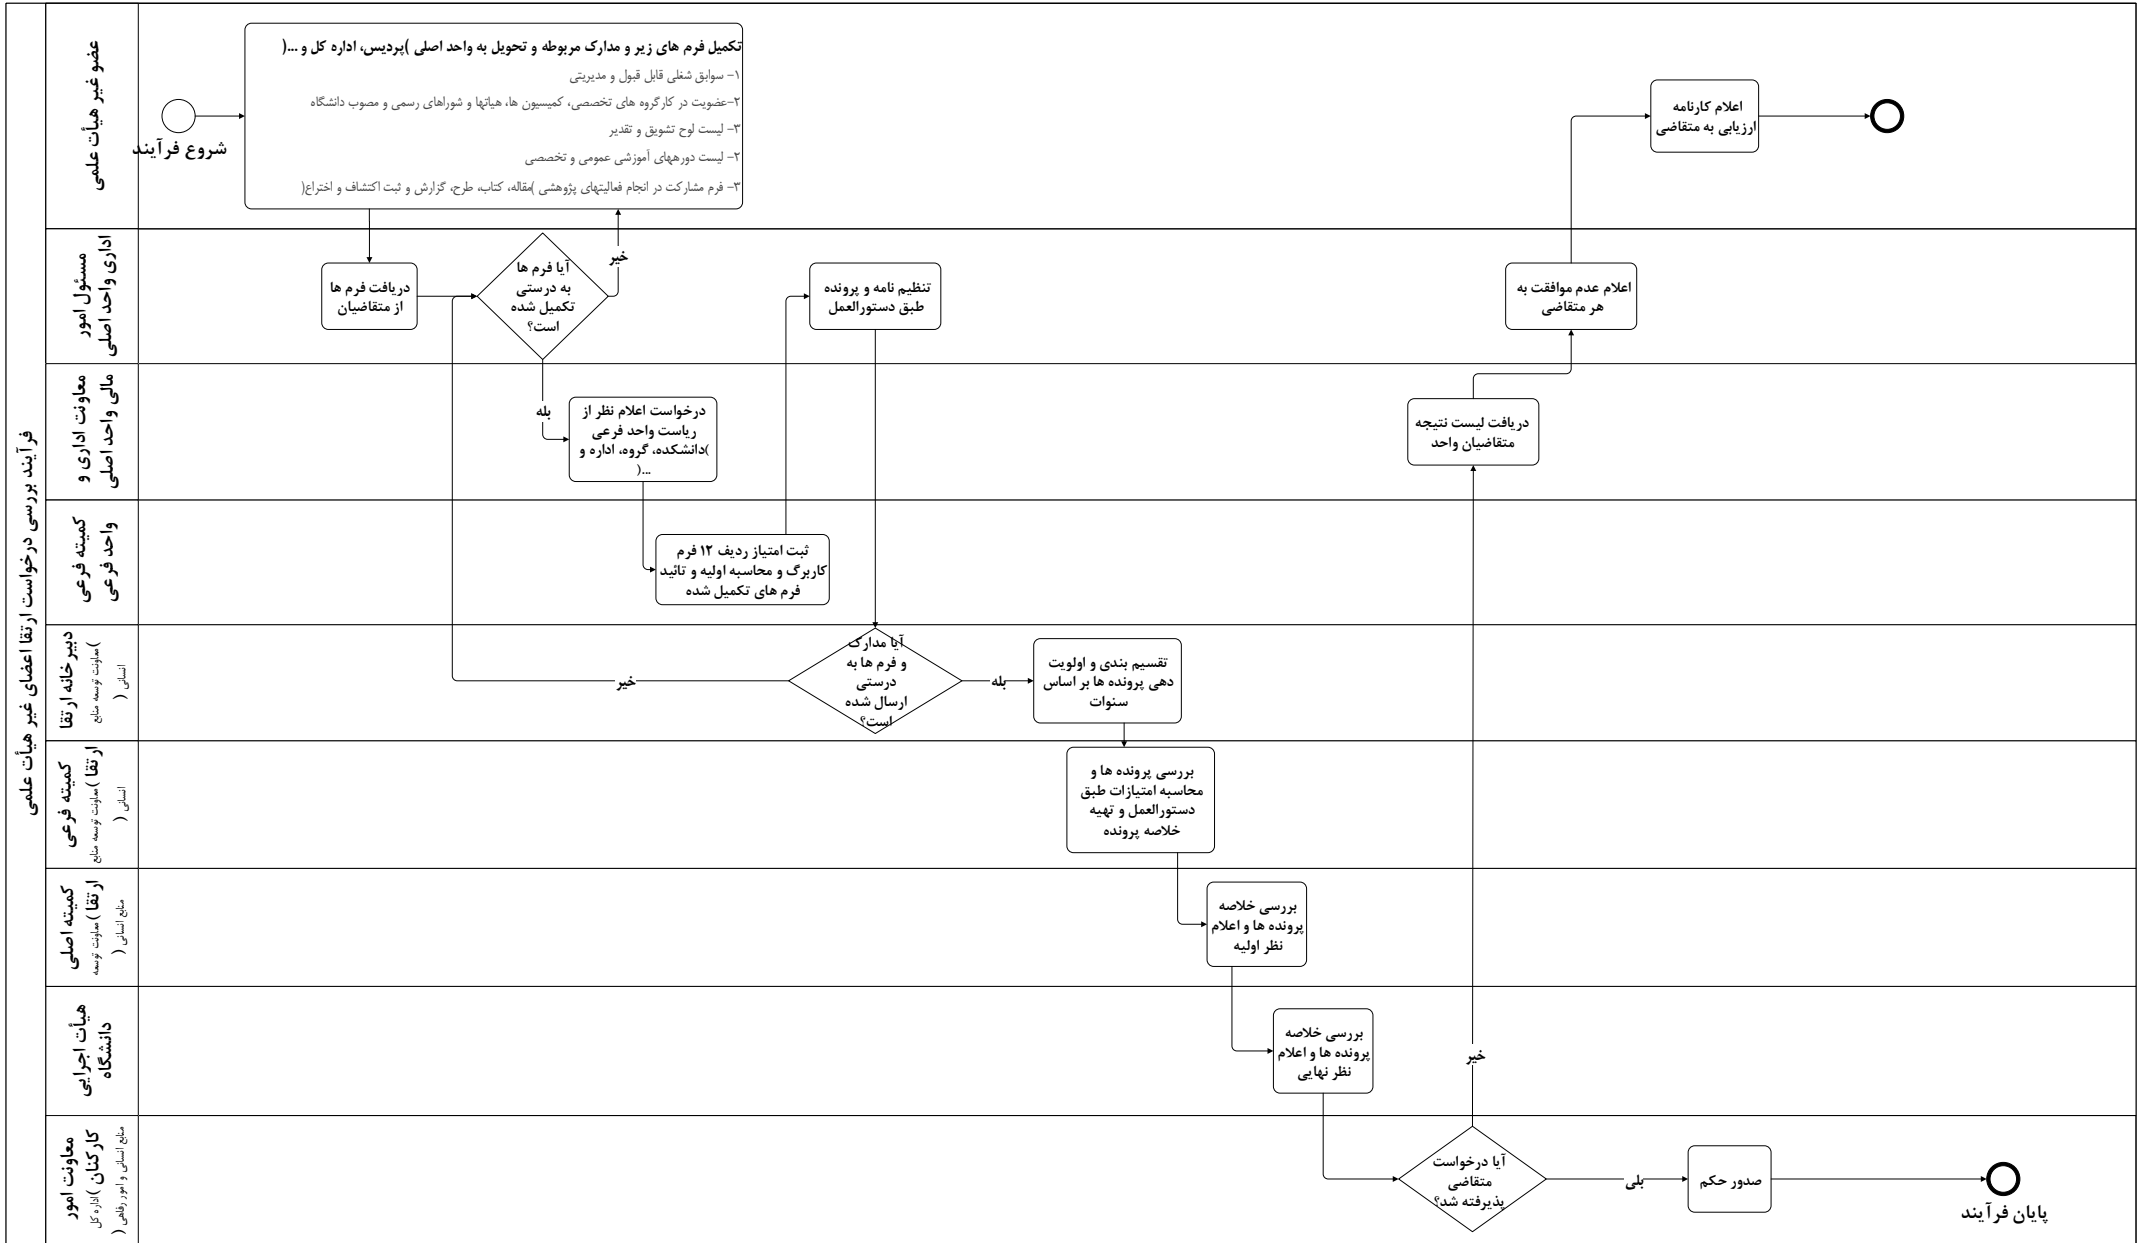 فرآیند بررسی درخواست ارتقا اعضای غیر هیأت علمی
عضو غیر هیأت علمی
شروع فرآیند
تکمیل فرم های زیر و مدارک مربوطه و تحویل به واحد اصلی )پردیس، اداره کل و ...(
۱- سوابق شغلی قابل قبول و مدیریتی
۲-عضویت در کارگروه های تخصصی، کمیسیون ها، هیاتها و شوراهای رسمی و مصوب دانشگاه
۳- لیست لوح تشویق و تقدیر
۲- لیست دورههای آموزشی عمومی و تخصصی
۳- فرم مشارکت در انجام فعالیتهای پژوهشی )مقاله، کتاب، طرح، گزارش و ثبت اکتشاف و اختراع(
اعلام کارنامه
ارزیابی به متقاضی
مسئول امور
اداری واحد اصلی
دریافت فرم ها
از متقاضیان
آیا فرم ها
به درستی
تکمیل شده
است؟
خیر
بله
تنظیم نامه و پرونده
طبق دستورالعمل
اعلام عدم موافقت به
هر متقاضی
معاونت اداری و
مالی واحد اصلی
درخواست اعلام نظر از
ریاست واحد فرعی
)دانشکده، گروه، اداره و
...(
دریافت لیست نتیجه
متقاضیان واحد
کمیته فرعی
واحد فرعی
ثبت امتیاز ردیف ۱۲ فرم
کاربرگ و محاسبه اولیه و تائید
فرم های تکمیل شده
دبیرخانه ارتقا
)معاونت توسعه منابع
انسانی (
خیر
آیا مدارک
و فرم ها به
درستی
ارسال شده
است؟
بله
تقسیم بندی و اولویت
دهی پرونده ها بر اساس
سنوات
کمیته فرعی
ارتقا )معاونت توسعه منابع
انسانی (
بررسی پرونده ها و
محاسبه امتیازات طبق
دستورالعمل و تهیه
خلاصه پرونده
کمیته اصلی
ارتقا )معاونت توسعه
منابع انسانی (
بررسی خلاصه
پرونده ها و اعلام
نظر اولیه
هیأت اجرایی
دانشگاه
بررسی خلاصه
پرونده ها و اعلام
نظر نهایی
خیر
معاونت امور
کارکنان )اداره کل
منابع انسانی و امور رفاهی (
آیا درخواست
متقاضی
پذیرفته شد؟
بلی
صدور حکم
پایان فرآیند